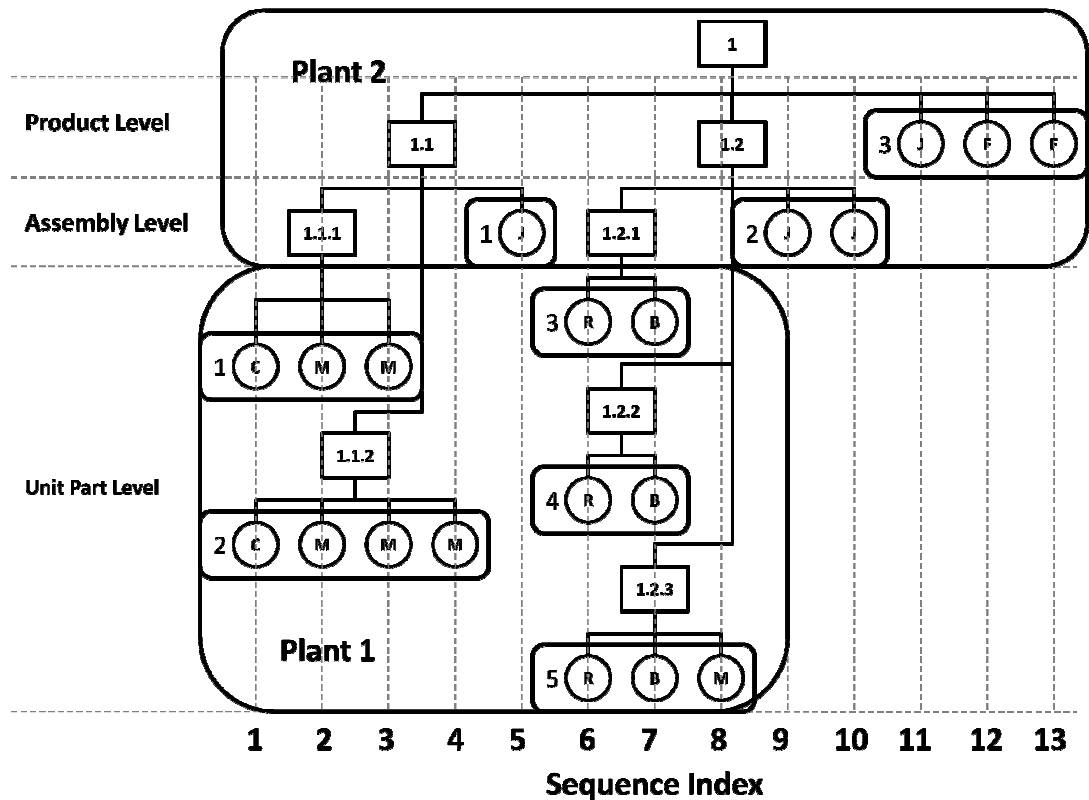 1
Plant 2
Product Level
1.1
1.2
3 J F F
Assembly Level
1.1.1
1 J
1.2.1
2 J J
3 R B
1 C M M
1.2.2
1.1.2
Unit Part Level
4 R B
2 C M M M
1.2.3
Plant 1
5 R B M
1 2 3 4 5 6 7 8 9 10 11 12 13
Sequence Index